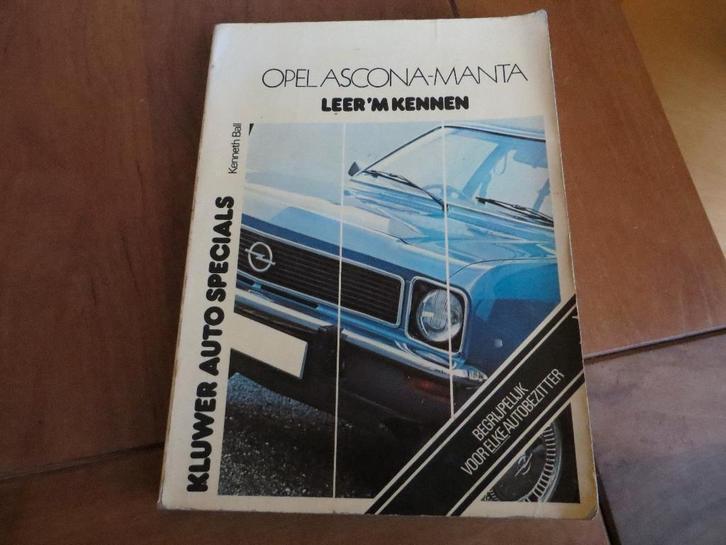 OPEL ASCONA-MANTA
LEER 'M KENNEN
Kenneth Ball
KLUWER AUTO SPECIALS
BEGRIJPELIJK
VOOR ELKE AUTOBEZITTER